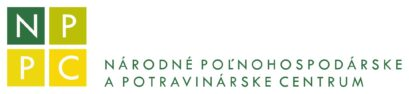 NP
PC
NÁRODNÉ POĽNOHOSPODÁRSKE
A POTRAVINÁRSKE CENTRUM